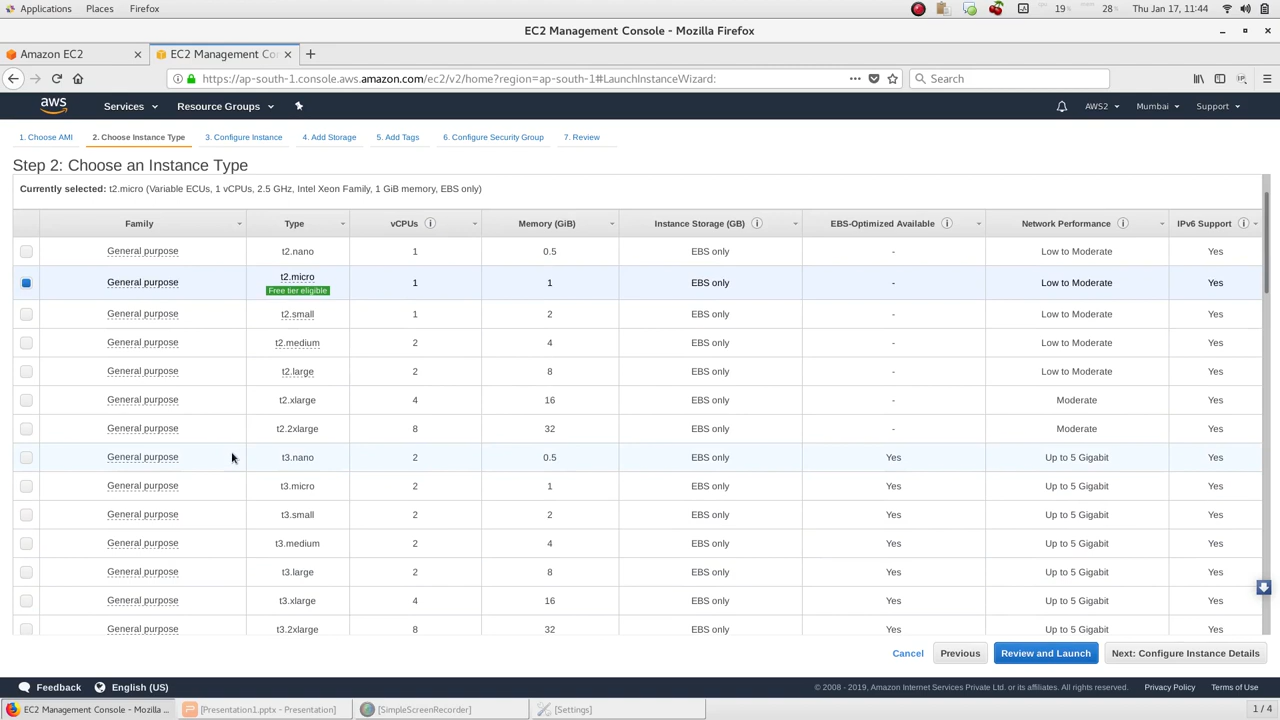 Applications Places Firefox 19% 28% Thu Jan 17, 11:44
EC2 Management Console - Mozilla Firefox
Amazon EC2 EC2 Management Co
https://ap-south-1.console.aws.amazon.com/ec2/v2/home?region=ap-south-1#LaunchInstanceWizard: Search
aws Services Resource Groups AWS2 Mumbai Support
1. Choose AMI 2. Choose Instance Type 3. Configure Instance 4. Add Storage 5. Add Tags 6. Configure Security Group 7. Review
Step 2: Choose an Instance Type
Currently selected: t2.micro (Variable ECUs, 1 vCPUs, 2.5 GHz, Intel Xeon Family, 1 GiB memory, EBS only)
Family Type vCPUs Memory (GiB) Instance Storage (GB) EBS-Optimized Available Network Performance IPv6 Support
General purpose t2.nano 1 0.5 EBS only - Low to Moderate Yes
General purpose t2.micro 1 1 EBS only - Low to Moderate Yes
Free tier eligible
General purpose t2.small 1 2 EBS only - Low to Moderate Yes
General purpose t2.medium 2 4 EBS only - Low to Moderate Yes
General purpose t2.large 2 8 EBS only - Low to Moderate Yes
General purpose t2.xlarge 4 16 EBS only - Moderate Yes
General purpose t2.2xlarge 8 32 EBS only - Moderate Yes
General purpose t3.nano 2 0.5 EBS only Yes Up to 5 Gigabit Yes
General purpose t3.micro 2 1 EBS only Yes Up to 5 Gigabit Yes
General purpose t3.small 2 2 EBS only Yes Up to 5 Gigabit Yes
General purpose t3.medium 2 4 EBS only Yes Up to 5 Gigabit Yes
General purpose t3.large 2 8 EBS only Yes Up to 5 Gigabit Yes
General purpose t3.xlarge 4 16 EBS only Yes Up to 5 Gigabit Yes
General purpose t3.2xlarge 8 32 EBS only Yes Up to 5 Gigabit Yes
Cancel Previous Review and Launch Next: Configure Instance Details
Feedback English (US) © 2008 - 2019, Amazon Internet Services Private Ltd. or its affiliates. All rights reserved. Privacy Policy Terms of Use
EC2 Management Console - Mozilla ... [Presentation1.pptx - Presentation] [SimpleScreenRecorder] [Settings] 1 / 4